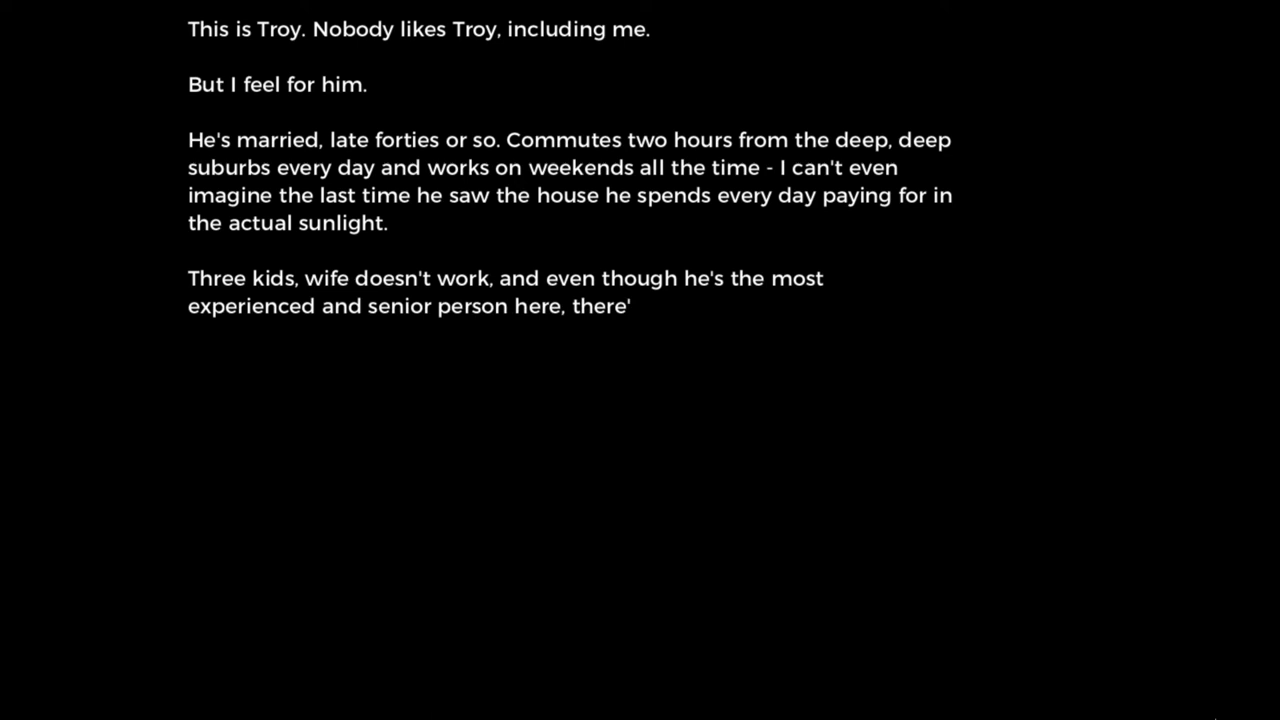 This is Troy. Nobody likes Troy, including me.
But I feel for him.
He's married, late forties or so. Commutes two hours from the deep, deep
suburbs every day and works on weekends all the time - I can't even
imagine the last time he saw the house he spends every day paying for in
the actual sunlight.
Three kids, wife doesn't work, and even though he's the most
experienced and senior person here, there'